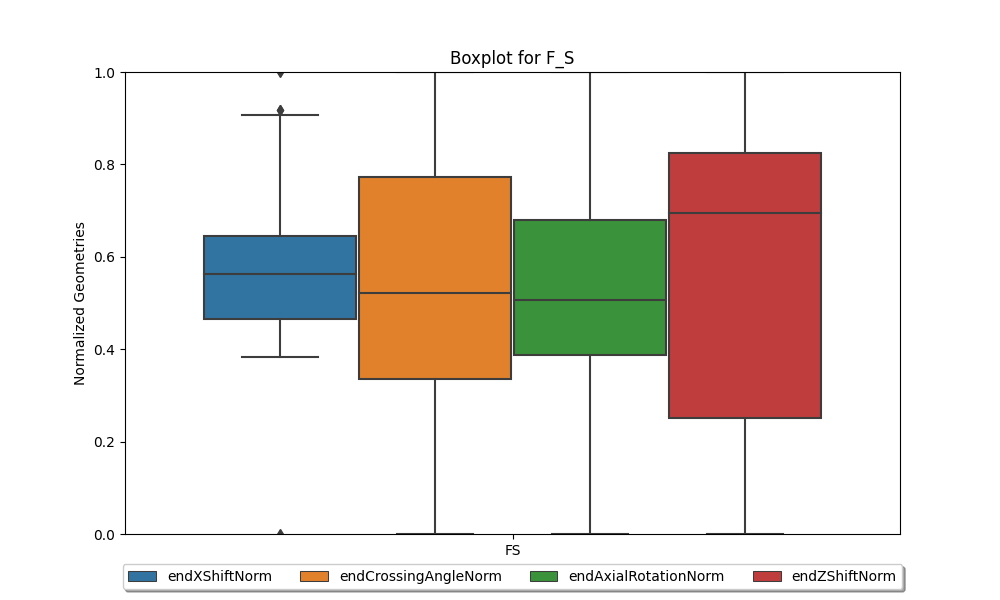 Boxplot for F_S
1.0
0.8
0.6
0.4
0.2
0.0
Normalized Geometries
FS
endXShiftNorm endCrossingAngleNorm endAxialRotationNorm endZShiftNorm